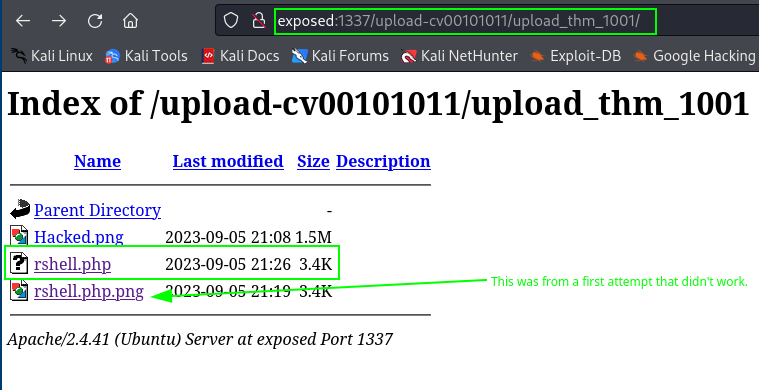 exposed:1337/upload-cv00101011/upload_thm_1001/
Kali Linux Kali Tools Kali Docs Kali Forums Kali NetHunter Exploit-DB Google Hacking
Index of /upload-cv00101011/upload_thm_1001
Name Last modified Size Description
Parent Directory -
Hacked.png 2023-09-05 21:08 1.5M
rshell.php 2023-09-05 21:26 3.4K
rshell.php.png 2023-09-05 21:19 3.4K
This was from a first attempt that didn't work.
Apache/2.4.41 (Ubuntu) Server at exposed Port 1337